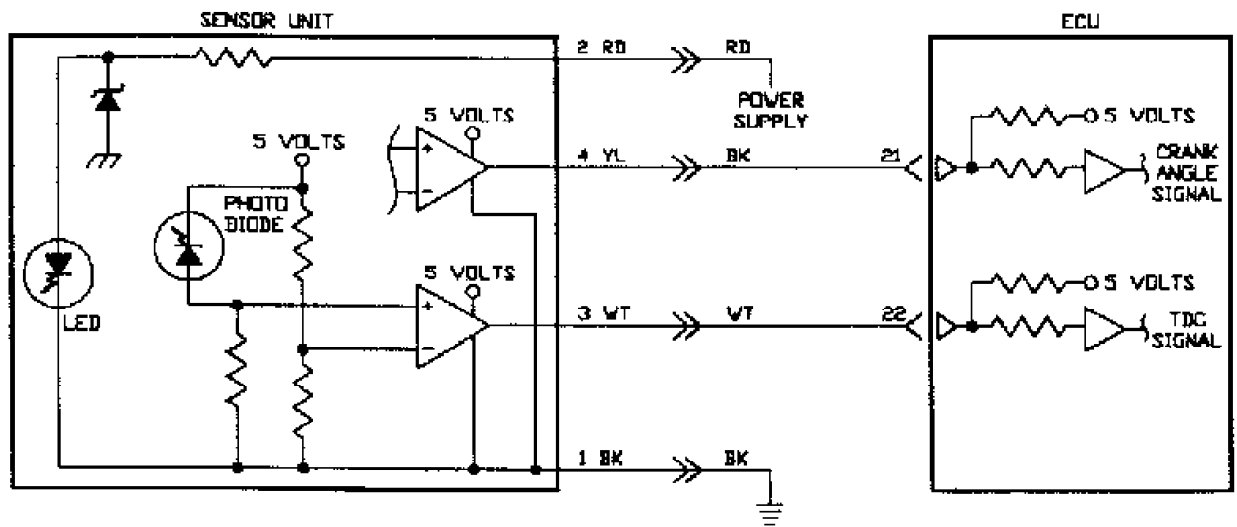 SENSOR UNIT
ECU
2 RD
RD
POWER
SUPPLY
5 VOLTS
5 VOLTS
5 VOLTS
+
-
4 YL
BK
21
CRANK
ANGLE
SIGNAL
PHOTO
DIODE
5 VOLTS
5 VOLTS
LED
+
-
3 WT
WT
22
TDC
SIGNAL
1 BK
BK